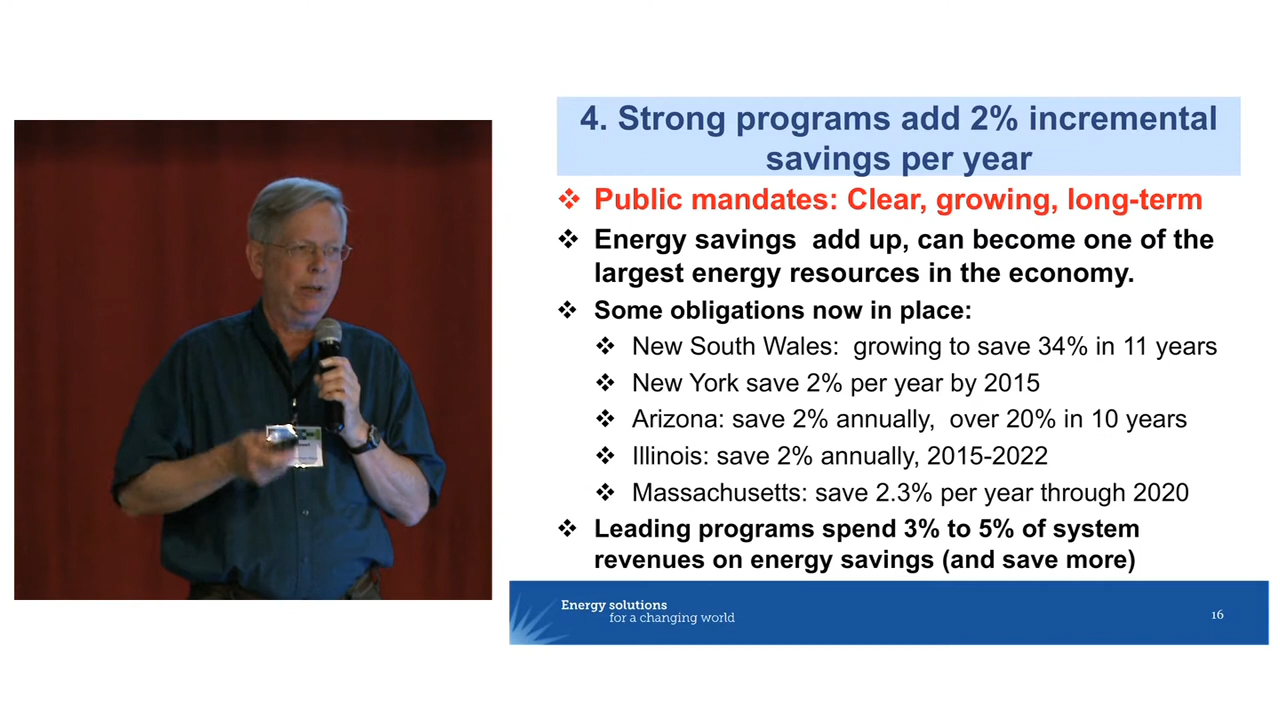 4. Strong programs add 2% incremental
savings per year
❖ Public mandates: Clear, growing, long-term
❖ Energy savings  add up, can become one of the
largest energy resources in the economy.
❖ Some obligations now in place:
❖ New South Wales:  growing to save 34% in 11 years
❖ New York save 2% per year by 2015
❖ Arizona: save 2% annually,  over 20% in 10 years
❖ Illinois: save 2% annually, 2015-2022
❖ Massachusetts: save 2.3% per year through 2020
❖ Leading programs spend 3% to 5% of system
revenues on energy savings (and save more)
Energy solutions
for a changing world
16